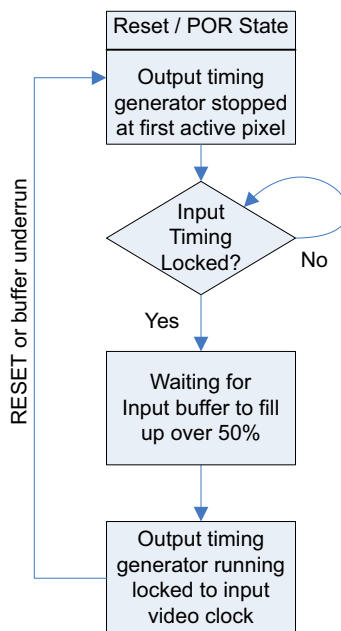 Reset / POR State
Output timing
generator stopped
at first active pixel
Input
Timing
Locked?
No
Yes
RESET or buffer underrun
Waiting for
Input buffer to fill
up over 50%
Output timing
generator running
locked to input
video clock